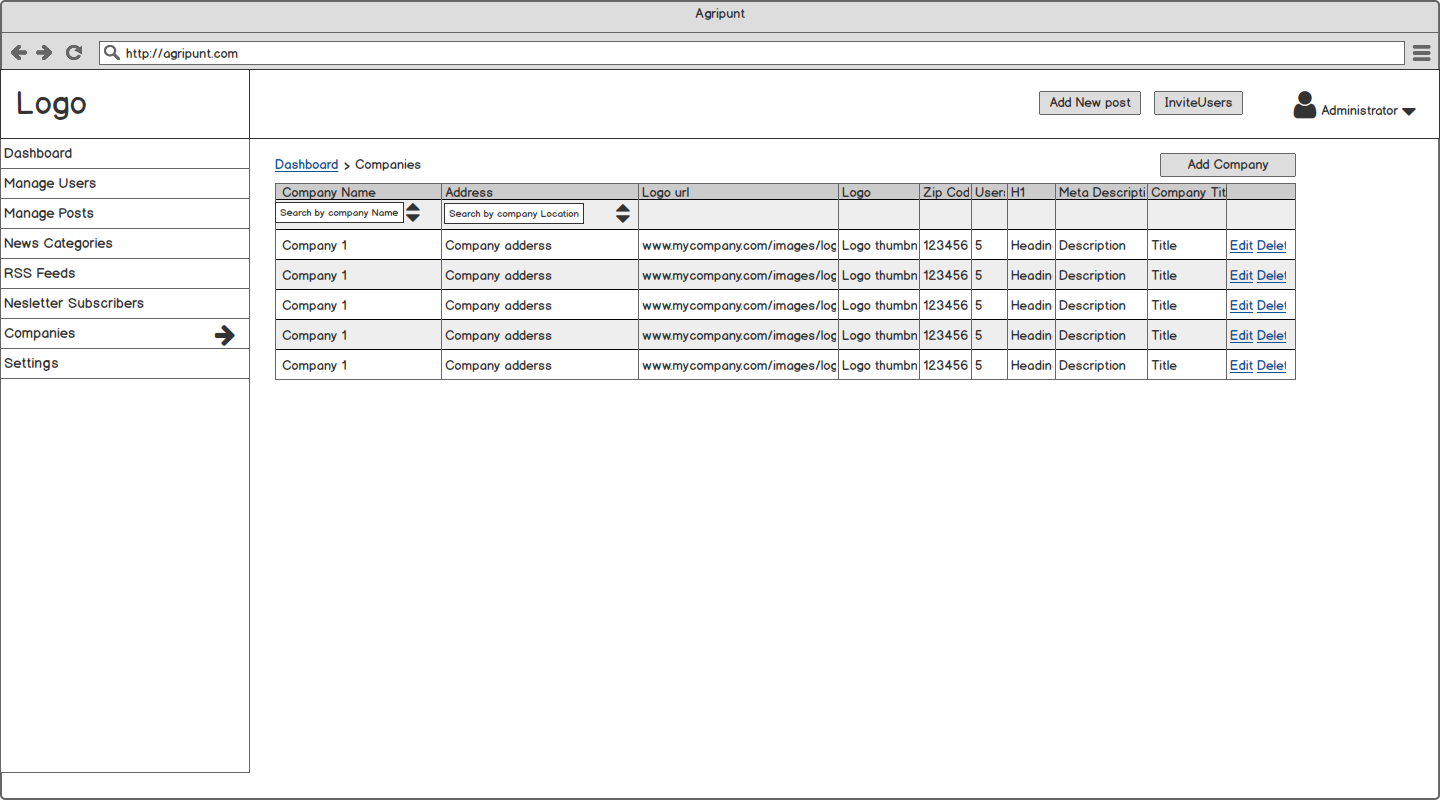 Agripunt
http://agripunt.com
Logo
Add New post InviteUsers Administrator
Dashboard
Manage Users
Manage Posts
News Categories
RSS Feeds
Nesletter Subscribers
Companies
Settings
Dashboard > Companies
Add Company
Company Name Address Logo url Logo Zip Cod Users H1 Meta Descripti Company Tit
Search by company Name Search by company Location
Company 1 Company aderss www.mycompany.com/images/log Logo thumbn 123456 5 Headin Description Title Edit Delet
Company 1 Company aderss www.mycompany.com/images/log Logo thumbn 123456 5 Headin Description Title Edit Delet
Company 1 Company aderss www.mycompany.com/images/log Logo thumbn 123456 5 Headin Description Title Edit Delet
Company 1 Company aderss www.mycompany.com/images/log Logo thumbn 123456 5 Headin Description Title Edit Delet
Company 1 Company aderss www.mycompany.com/images/log Logo thumbn 123456 5 Headin Description Title Edit Delet